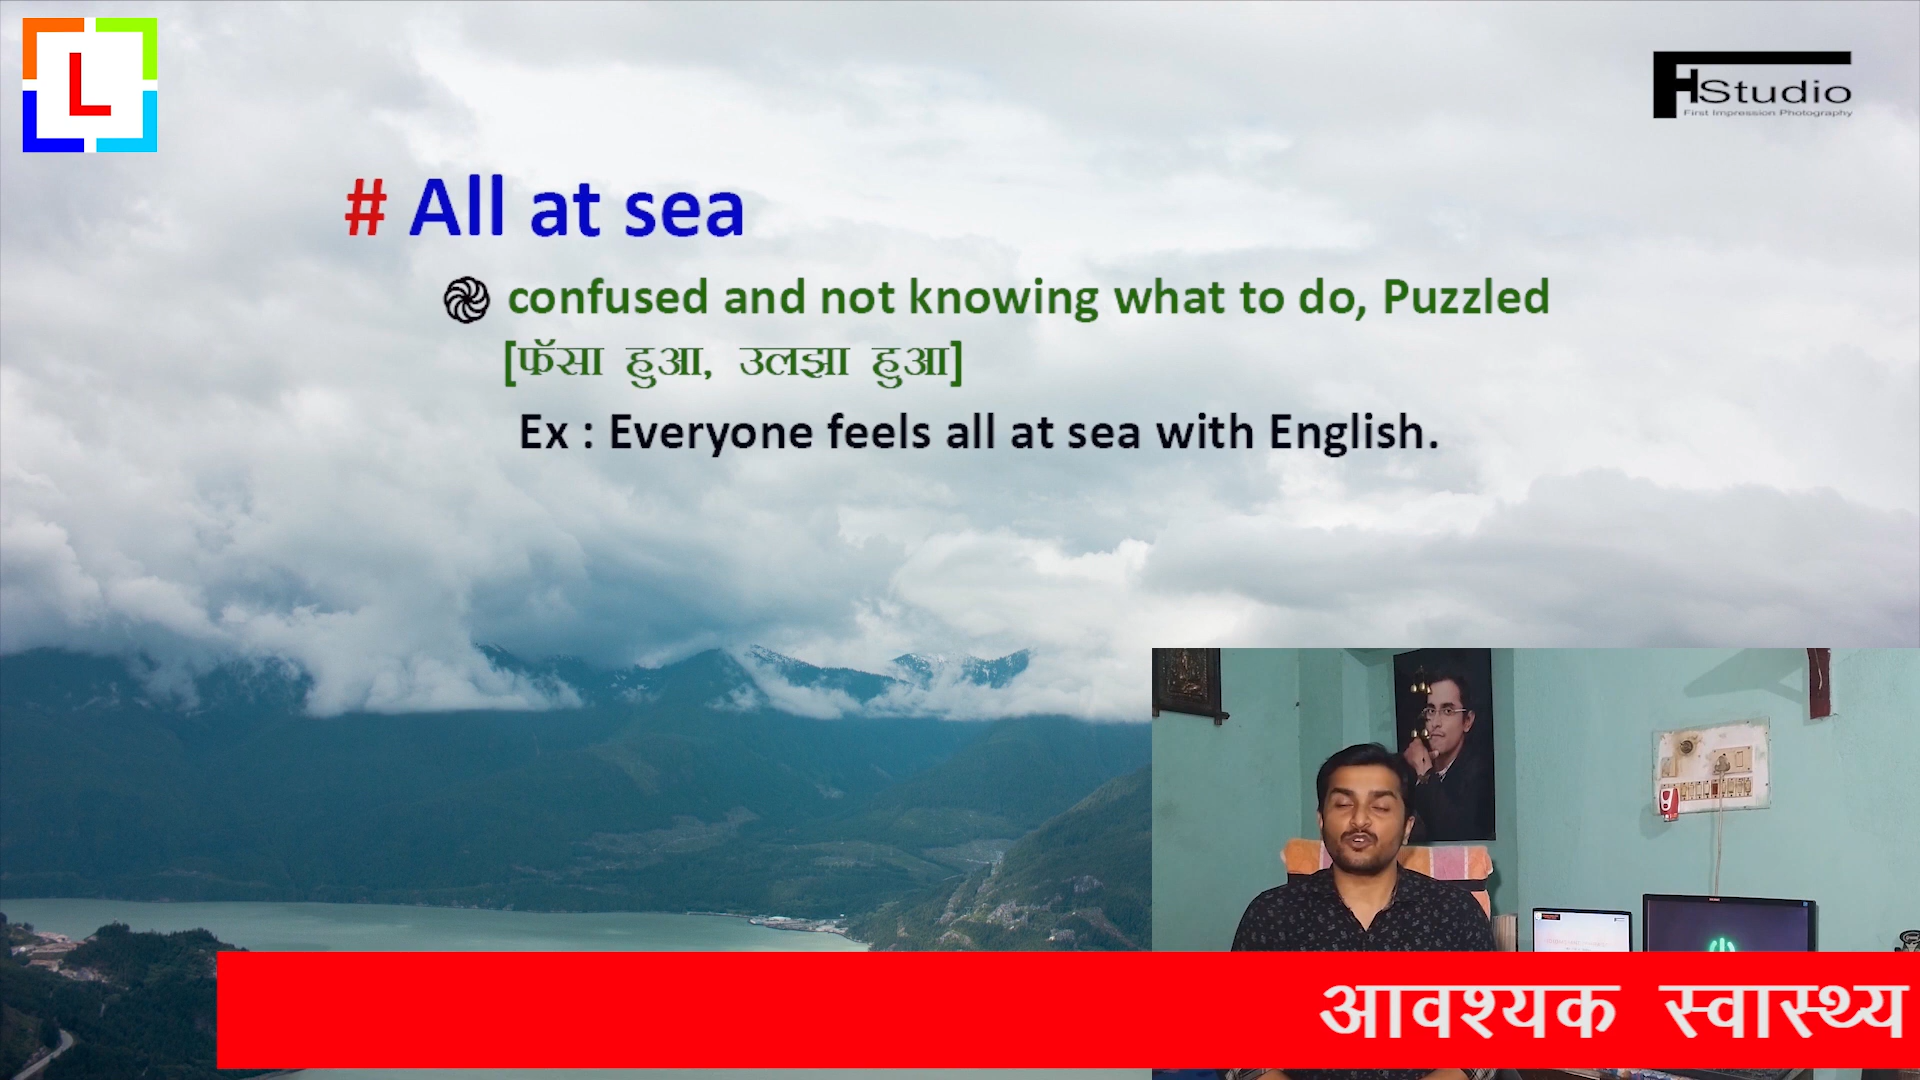 L
Studio
First Impression Photography
# All at sea
confused and not knowing what to do, Puzzled
[फॅसा हुआ, उलझा हुआ]
Ex : Everyone feels all at sea with English.
आवश्यक स्वास्थ्य